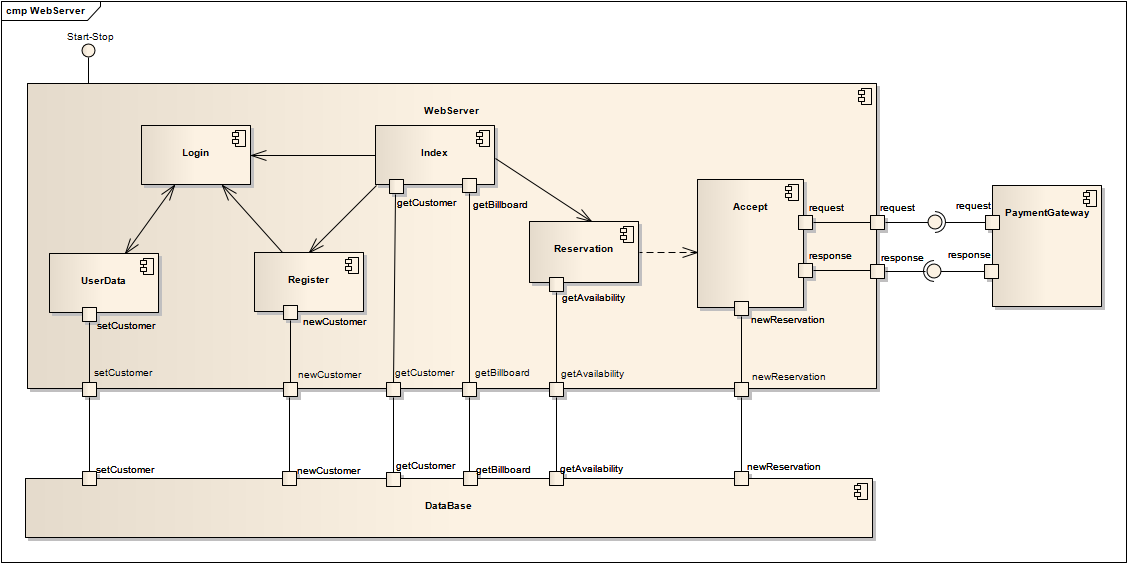 cmp WebServer
Start-Stop
WebServer
Login
Index
getCustomer
getBillboard
Accept
request
request
request
PaymentGateway
Reservation
response
response
response
UserData
Register
getAvailability
setCustomer
newCustomer
newReservation
setCustomer
newCustomer
getCustomer
getBillboard
getAvailability
newReservation
setCustomer
newCustomer
getCustomer
getBillboard
getAvailability
newReservation
DataBase